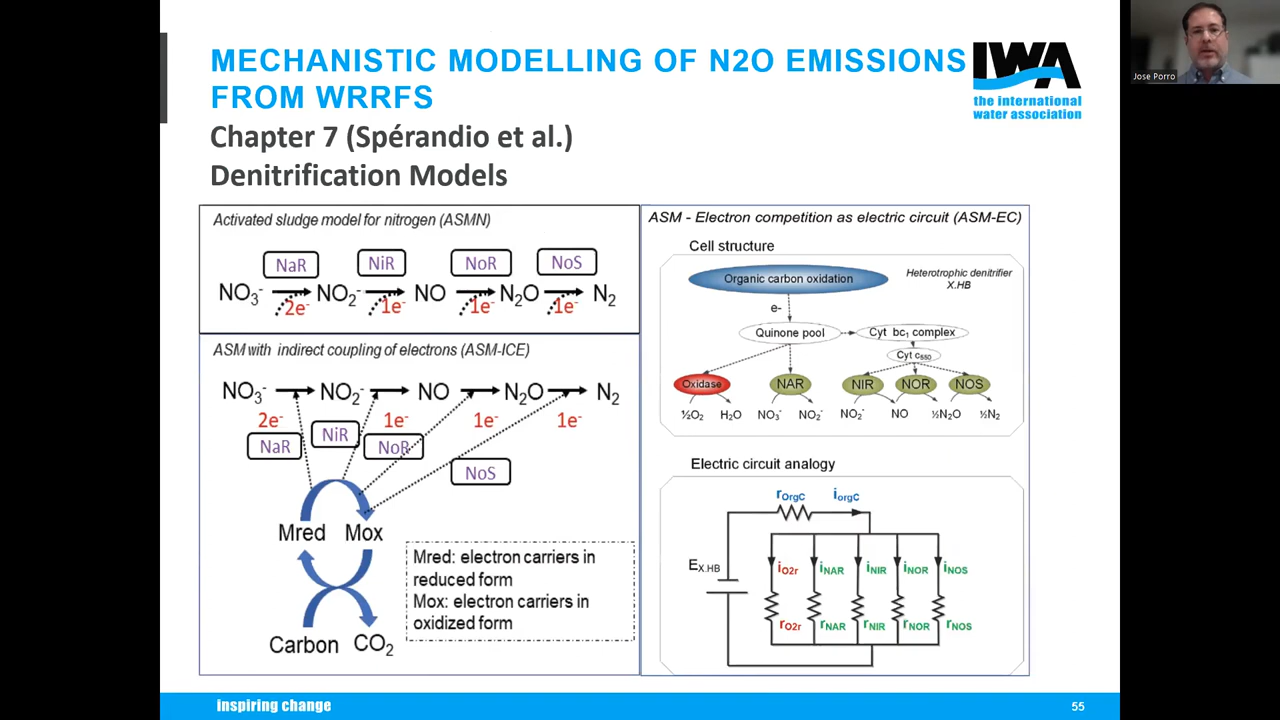 MECHANISTIC MODELLING OF N2O EMISSIONS
FROM WRRFS
Chapter 7 (Spérandio et al.)
Denitrification Models
IWA
the international
water association
Jose Porro
Activated sludge model for nitrogen (ASMN)
NaR NiR NoR NoS
NO₃⁻ NO₂⁻ NO N₂O N₂
2e⁻ 1e⁻ 1e⁻ 1e⁻
ASM with indirect coupling of electrons (ASM-ICE)
NO₃⁻ NO₂⁻ NO N₂O N₂
2e⁻ 1e⁻ 1e⁻ 1e⁻
NaR NiR NoR NoS
Mred Mox
Carbon CO₂
Mred: electron carriers in
reduced form
Mox: electron carriers in
oxidized form
ASM - Electron competition as electric circuit (ASM-EC)
Cell structure
Organic carbon oxidation
Heterotrophic denitrifier
X.HB
e-
Quinone pool Cyt bc₁ complex
Cyt c₅₅₀
Oxidase NAR NIR NOR NOS
½O₂ H₂O NO₃⁻ NO₂⁻ NO₂⁻ NO ½N₂O ½N₂
Electric circuit analogy
rOrgC iorgC
EX.HB
iO2r iNAR iNIR iNOR iNOS
rO2r rNAR rNIR rNOR rNOS
inspiring change
55